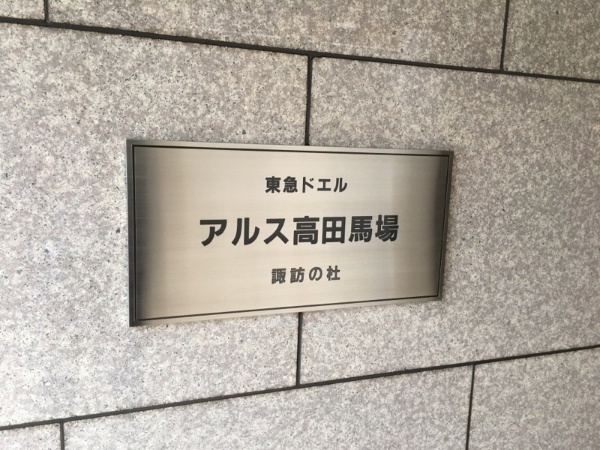 東急ドエル
アルス高田馬場
諏訪の杜